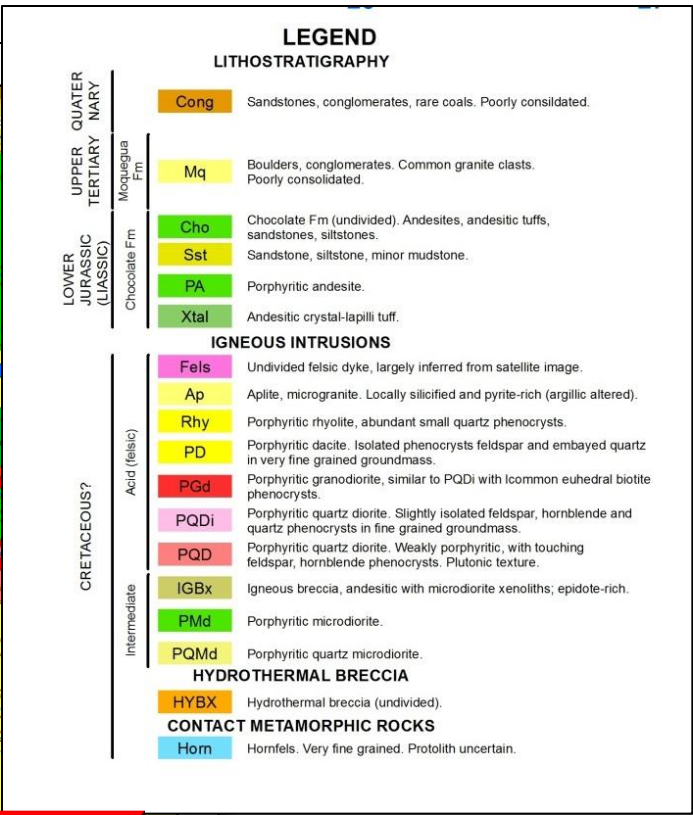 LEGEND
LITHOSTRATIGRAPHY
QUATER
NARY
Cong
Sandstones, conglomerates, rare coals. Poorly consildated.
UPPER
TERTIARY
Moquegua
Fm
Mq
Boulders, conglomerates. Common granite clasts.
Poorly consolidated.
LOWER
JURASSIC
(LIASSIC)
Chocolate Fm
Cho
Chocolate Fm (undivided). Andesites, andesitic tuffs,
sandstones, siltstones.
Sst
Sandstone, siltstone, minor mudstone.
PA
Porphyritic andesite.
Xtal
Andesitic crystal-lapilli tuff.
IGNEOUS INTRUSIONS
CRETACEOUS?
Acid (felsic)
Fels
Undivided felsic dyke, largely inferred from satellite image.
Ap
Aplite, microgranite. Locally silicified and pyrite-rich (argillic altered).
Rhy
Porphyritic rhyolite, abundant small quartz phenocrysts.
PD
Porphyritic dacite. Isolated phenocrysts feldspar and embayed quartz
in very fine grained groundmass.
PGd
Porphyritic granodiorite, similar to PQDi with lcommon euhedral biotite
phenocrysts.
PQDi
Porphyritic quartz diorite. Slightly isolated feldspar, hornblende and
quartz phenocrysts in fine grained groundmass.
PQD
Porphyritic quartz diorite. Weakly porphyritic, with touching
feldspar, hornblende phenocrysts. Plutonic texture.
Intermediate
IGBx
Igneous breccia, andesitic with microdiorite xenoliths; epidote-rich.
PMd
Porphyritic microdiorite.
PQMd
Porphyritic quartz microdiorite.
HYDROTHERMAL BRECCIA
HYBX
Hydrothermal breccia (undivided).
CONTACT METAMORPHIC ROCKS
Horn
Hornfels. Very fine grained. Protolith uncertain.